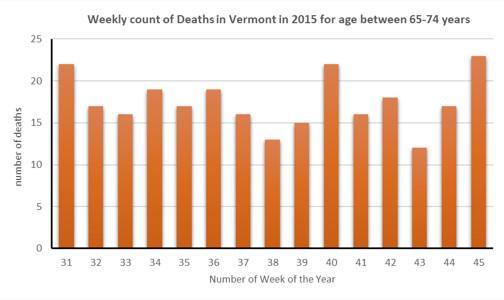 Weekly count of Deaths in Vermont in 2015 for age between 65-74 years
25
20
15
10
5
0
number of deaths
31 32 33 34 35 36 37 38 39 40 41 42 43 44 45
Number of Week of the Year